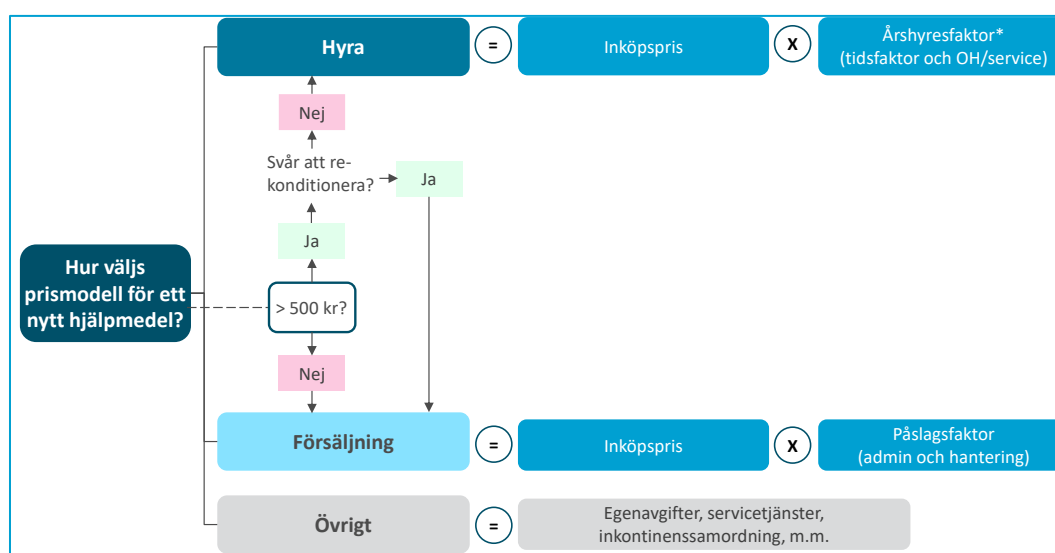 Hyra
=
Inköpspris
X
Årshyresfaktor*
(tidsfaktor och OH/service)
Nej
Svår att re-
konditionera?
Ja
Ja
Hur väljs
prismodell för ett
nytt hjälpmedel?
> 500 kr?
Nej
Försäljning
=
Inköpspris
X
Påslagsfaktor
(admin och hantering)
Övrigt
=
Egenavgifter, servicetjänster,
inkontinenssamordning, m.m.